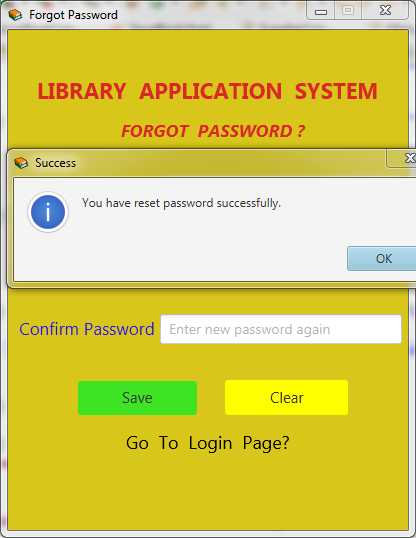 Forgot Password
LIBRARY APPLICATION SYSTEM
FORGOT PASSWORD ?
Success
You have reset password successfully.
OK
Confirm Password Enter new password again
Save Clear
Go To Login Page?